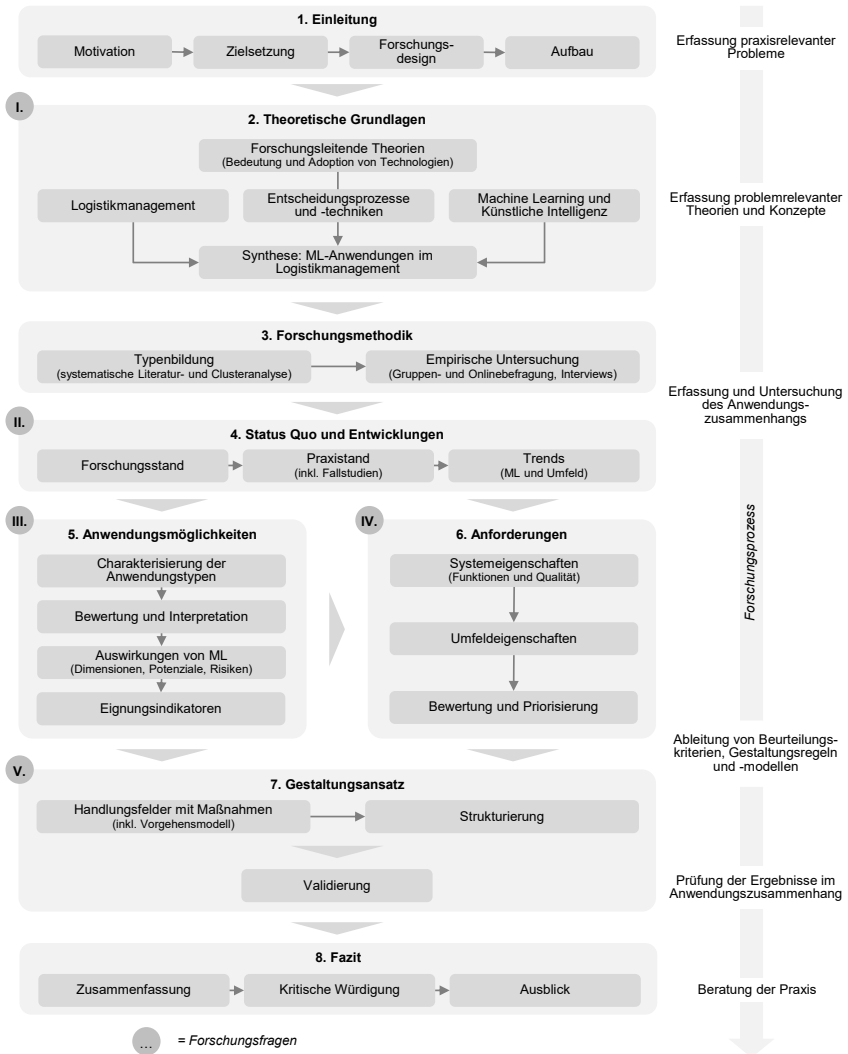 1. Einleitung
Motivation
Zielsetzung
Forschungs-
design
Aufbau
Erfassung praxisrelevanter
Probleme
I.
2. Theoretische Grundlagen
Forschungsleitende Theorien
(Bedeutung und Adoption von Technologien)
Logistikmanagement
Entscheidungsprozesse
und -techniken
Machine Learning und
Künstliche Intelligenz
Synthese: ML-Anwendungen im
Logistikmanagement
Erfassung problemrelevanter
Theorien und Konzepte
3. Forschungsmethodik
Typenbildung
(systematische Literatur- und Clusteranalyse)
Empirische Untersuchung
(Gruppen- und Onlinebefragung, Interviews)
Erfassung und Untersuchung
des Anwendungs-
zusammenhangs
II.
4. Status Quo und Entwicklungen
Forschungsstand
Praxistand
(inkl. Fallstudien)
Trends
(ML und Umfeld)
III.
5. Anwendungsmöglichkeiten
Charakterisierung der
Anwendungstypen
Bewertung und Interpretation
Auswirkungen von ML
(Dimensionen, Potenziale, Risiken)
Eignungsindikatoren
IV.
6. Anforderungen
Systemeigenschaften
(Funktionen und Qualität)
Umfeldeigenschaften
Bewertung und Priorisierung
Forschungsprozess
Ableitung von Beurteilungs-
kriterien, Gestaltungsregeln
und -modellen
V.
7. Gestaltungsansatz
Handlungsfelder mit Maßnahmen
(inkl. Vorgehensmodell)
Strukturierung
Validierung
Prüfung der Ergebnisse im
Anwendungszusammenhang
8. Fazit
Zusammenfassung
Kritische Würdigung
Ausblick
Beratung der Praxis
...
= Forschungsfragen